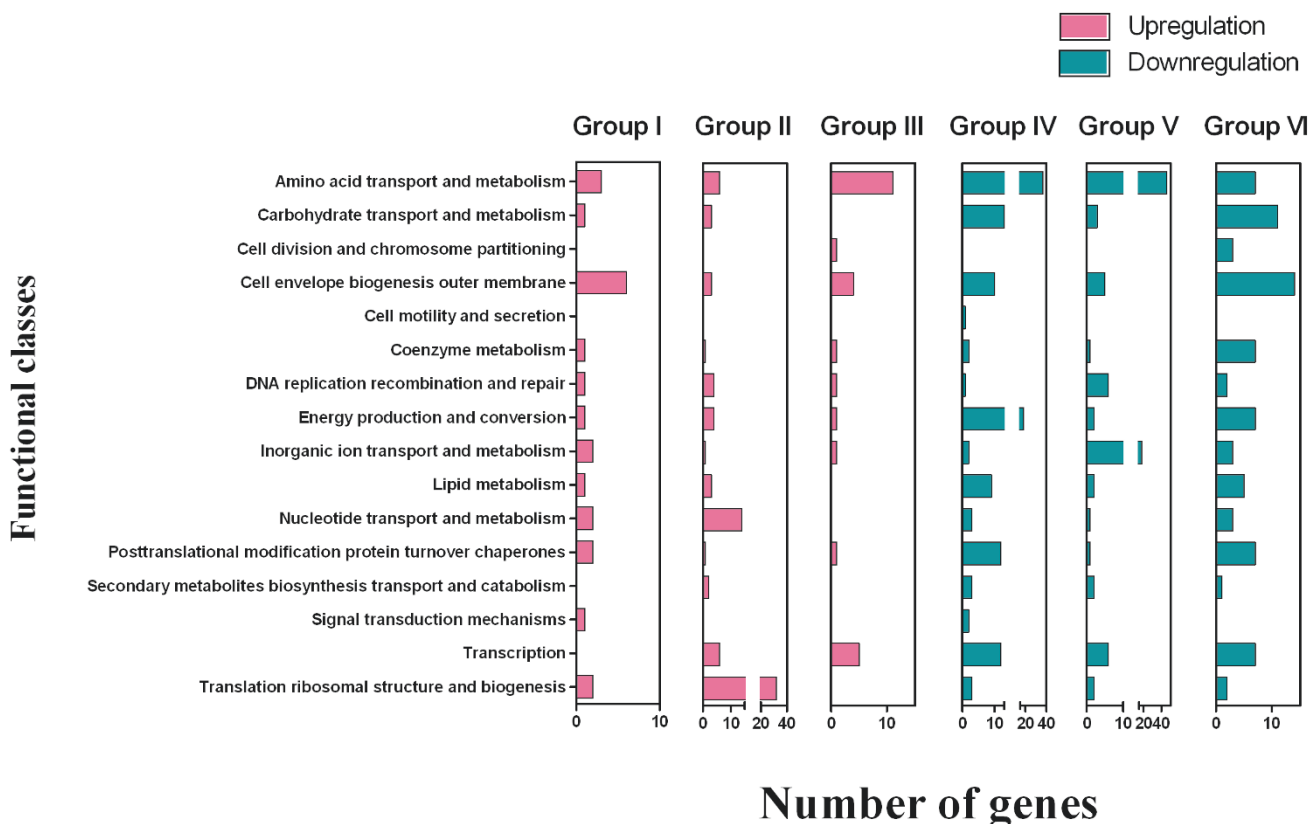 Upregulation
Downregulation
Group I Group II Group III Group IV Group V Group VI
Functional classes
Amino acid transport and metabolism
Carbohydrate transport and metabolism
Cell division and chromosome partitioning
Cell envelope biogenesis outer membrane
Cell motility and secretion
Coenzyme metabolism
DNA replication recombination and repair
Energy production and conversion
Inorganic ion transport and metabolism
Lipid metabolism
Nucleotide transport and metabolism
Posttranslational modification protein turnover chaperones
Secondary metabolites biosynthesis transport and catabolism
Signal transduction mechanisms
Transcription
Translation ribosomal structure and biogenesis
0 10 0 10 20 40 0 10 0 10 20 40 0 10 20 40 0 10
Number of genes